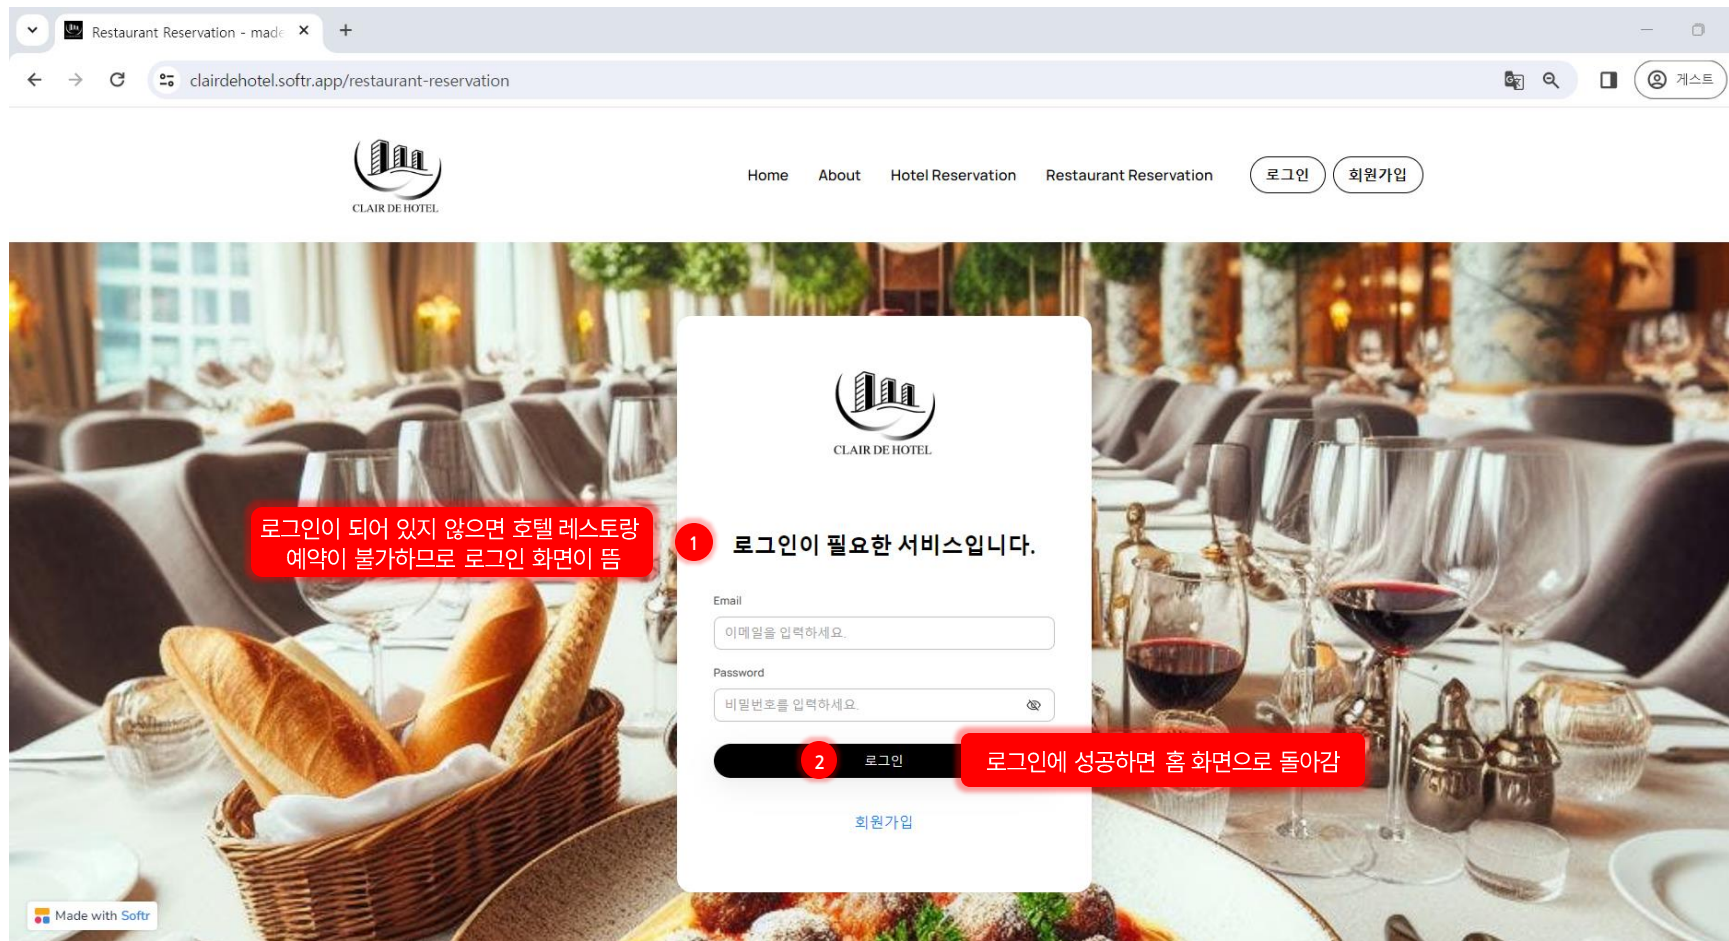 Restaurant Reservation - made
clairdehotel.softr.app/restaurant-reservation
게스트
CLAIR DE HOTEL
Home
About
Hotel Reservation
Restaurant Reservation
로그인
회원가입
CLAIR DE HOTEL
로그인이 되어 있지 않으면 호텔 레스토랑
예약이 불가하므로 로그인 화면이 뜸
1
로그인이 필요한 서비스입니다.
Email
이메일을 입력하세요.
Password
비밀번호를 입력하세요.
2
로그인
로그인에 성공하면 홈 화면으로 돌아감
회원가입
Made with Softr